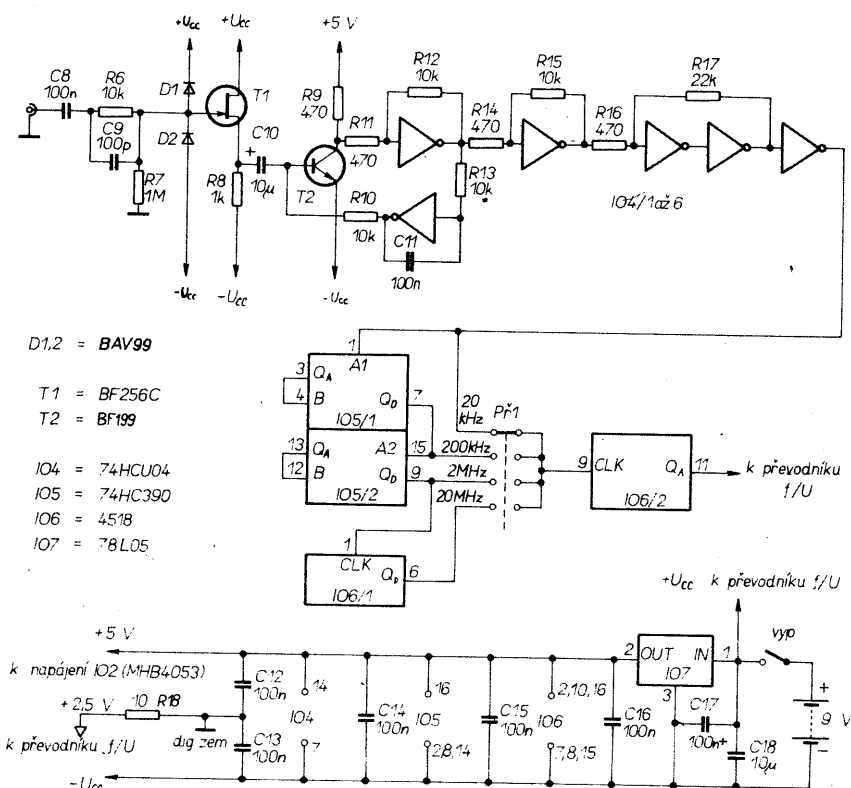 +Ucc
+Ucc
+5 V
C8
100n
R6
10k
D1
T1
R9
470
R12
10k
R15
10k
R17
22k
C9
100p
D2
C10
+
10µ
R11
470
R14
470
R16
470
R7
1M
R8
1k
T2
R10
10k
R13
10k
C11
100n
IO4/1až 6
-Ucc
-Ucc
-Ucc
D1,2 = BAV99
T1 = BF256C
T2 = BF199
IO4 = 74HCU04
IO5 = 74HC390
IO6 = 4518
IO7 = 78L05
1
A1
3 QA
4 B
QD 7
IO5/1
13 QA
12 B
A2 15
QD 9
IO5/2
1
CLK
QD 6
IO6/1
20 kHz
Př1
200kHz
2MHz
20MHz
9 CLK QA 11
IO6/2
k převodníku f/U
+Ucc k převodníku f/U
+5 V
k napájení IO2 (MHB4053)
+2,5 V
10 R18
k převodníku f/U
dig zem
C12
100n
C13
100n
14
IO4
7
C14
100n
16
IO5
2,8,14
C15
100n
2,10,16
IO6
7,8,15
C16
100n
2 OUT IN 1
IO7
3
C17
100n+
C18
10µ
vyp
+
9 V
-
-Ucc